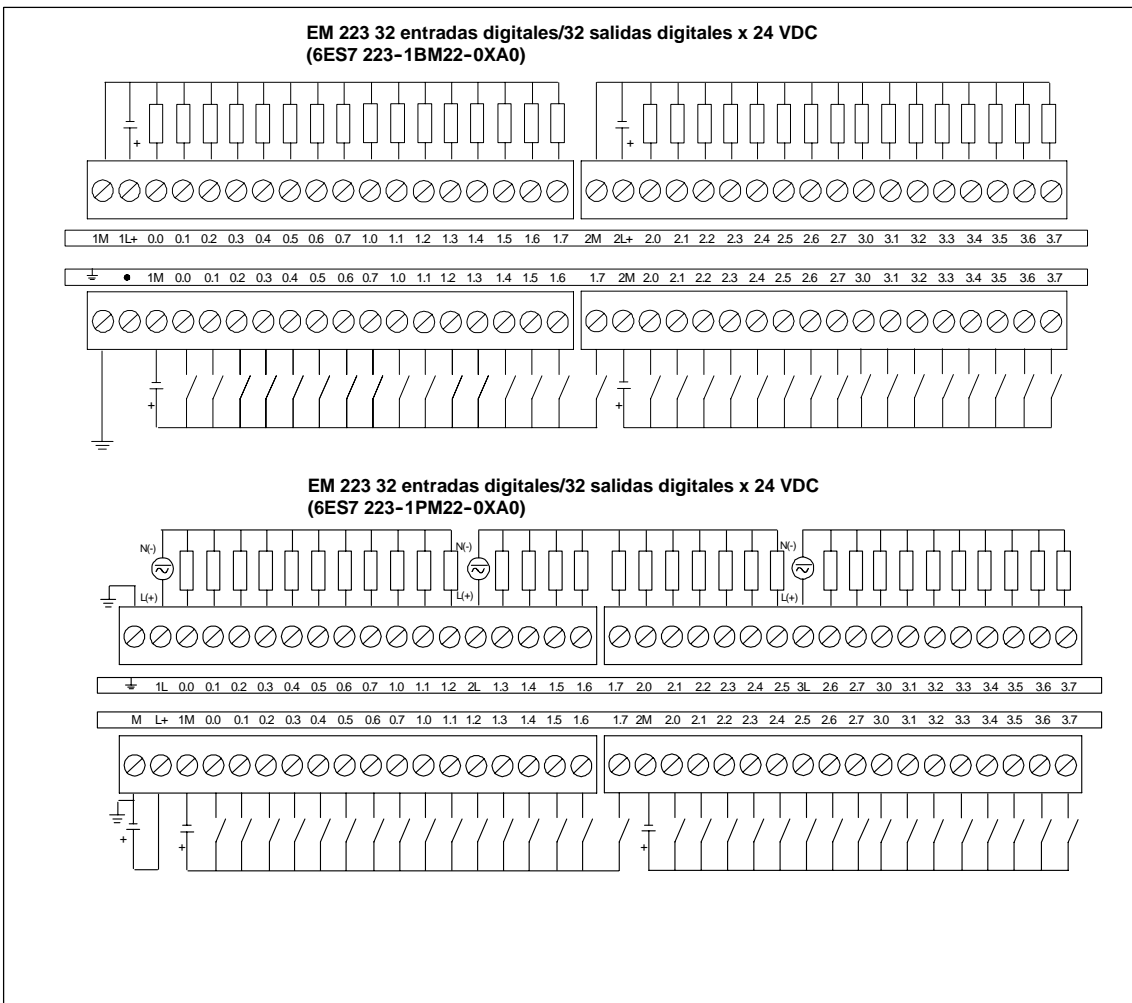 EM 223 32 entradas digitales/32 salidas digitales x 24 VDC
(6ES7 223-1BM22-0XA0)
+ +
1M 1L+ 0.0 0.1 0.2 0.3 0.4 0.5 0.6 0.7 1.0 1.1 1.2 1.3 1.4 1.5 1.6 1.7 2M 2L+ 2.0 2.1 2.2 2.3 2.4 2.5 2.6 2.7 3.0 3.1 3.2 3.3 3.4 3.5 3.6 3.7
1M 0.0 0.1 0.2 0.3 0.4 0.5 0.6 0.7 1.0 1.1 1.2 1.3 1.4 1.5 1.6 1.7 2M 2.0 2.1 2.2 2.3 2.4 2.5 2.6 2.7 3.0 3.1 3.2 3.3 3.4 3.5 3.6 3.7
+ +
EM 223 32 entradas digitales/32 salidas digitales x 24 VDC
(6ES7 223-1PM22-0XA0)
N(-) N(-) N(-)
L(+) L(+) L(+)
1L 0.0 0.1 0.2 0.3 0.4 0.5 0.6 0.7 1.0 1.1 1.2 2L 1.3 1.4 1.5 1.6 1.7 2.0 2.1 2.2 2.3 2.4 2.5 3L 2.6 2.7 3.0 3.1 3.2 3.3 3.4 3.5 3.6 3.7
M L+ 1M 0.0 0.1 0.2 0.3 0.4 0.5 0.6 0.7 1.0 1.1 1.2 1.3 1.4 1.5 1.6 1.7 2M 2.0 2.1 2.2 2.3 2.4 2.5 2.6 2.7 3.0 3.1 3.2 3.3 3.4 3.5 3.6 3.7
+ + +